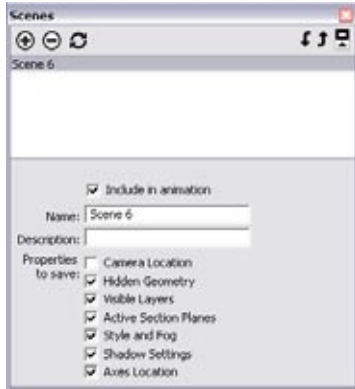 Scenes
Scene 6
Include in animation
Name: Scene 6
Description:
Properties to save:
Camera Location
Hidden Geometry
Visible Layers
Active Section Planes
Style and Fog
Shadow Settings
Axes Location